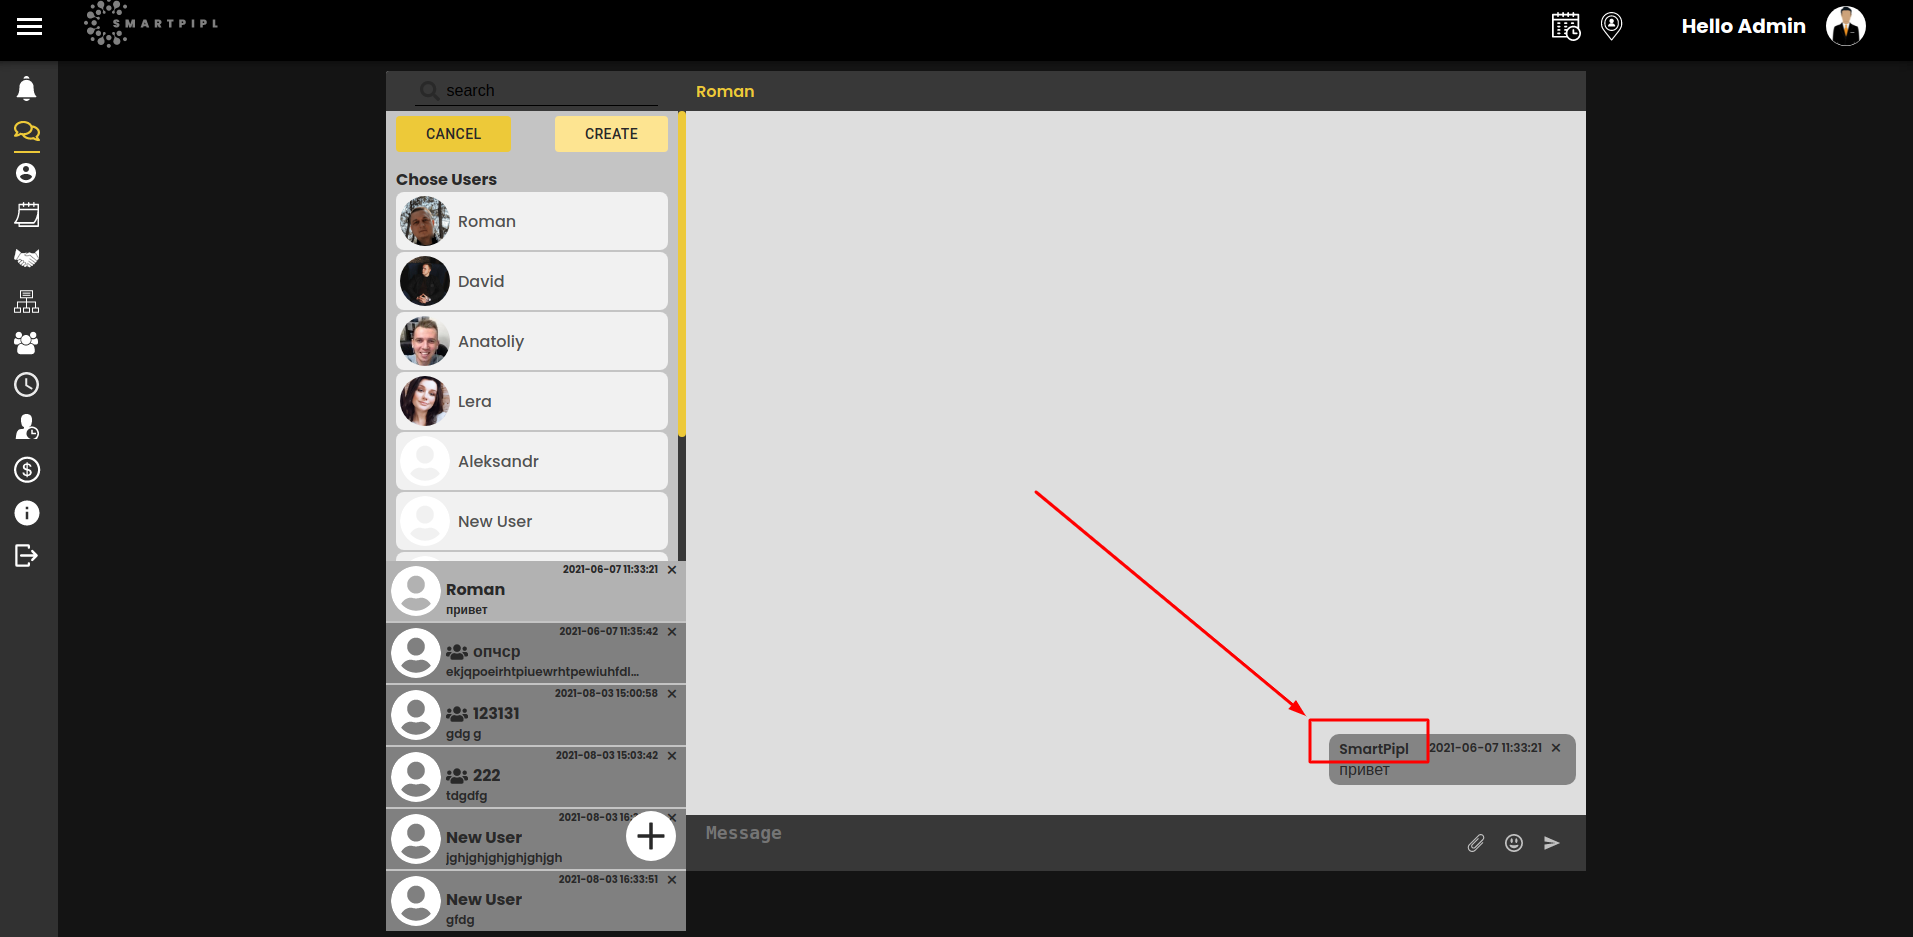 SMARTPIPL
Hello Admin
search
Roman
CANCEL
CREATE
Chose Users
Roman
David
Anatoliy
Lera
Aleksandr
New User
2021-06-07 11:33:21
Roman
привет
2021-06-07 11:35:42
опчср
ekjqpoeirhtpiuewrhtpewiuhfdl...
2021-08-03 15:00:58
123131
gdg g
2021-08-03 15:03:42
222
tdgdfg
2021-08-03 16:
New User
jghjghjghjghjghjgh
2021-08-03 16:33:51
New User
gfdg
SmartPipl 2021-06-07 11:33:21
привет
Message